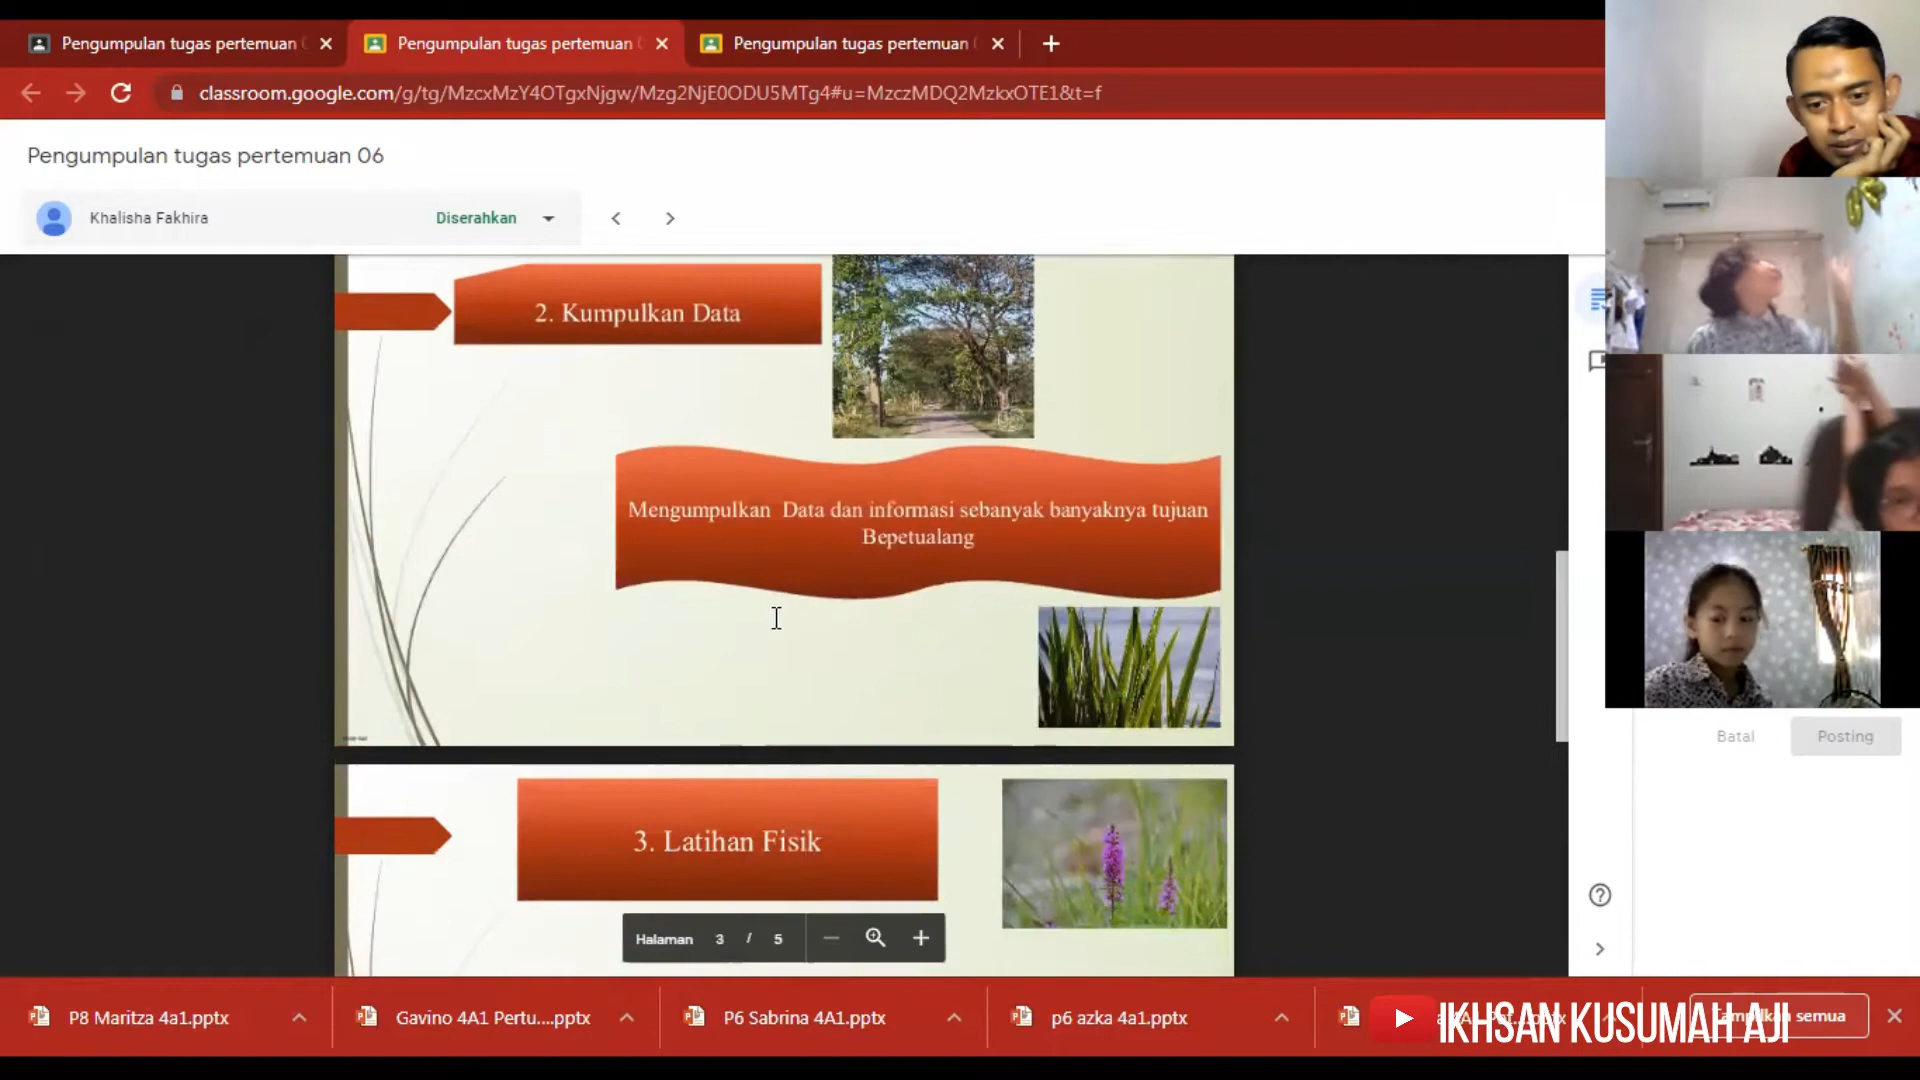 Pengumpulan tugas pertemuan
Pengumpulan tugas pertemuan
Pengumpulan tugas pertemuan
classroom.google.com/g/tg/MzcxMzY4OTgxNjgw/Mzg2NjE0ODU5MTg4#u=MzczMDQ2MzkxOTE1&t=f
Pengumpulan tugas pertemuan 06
Khalisha Fakhira
Diserahkan
2. Kumpulkan Data
Mengumpulkan Data dan informasi sebanyak banyaknya tujuan
Bepetualang
Batal
Posting
3. Latihan Fisik
Halaman 3 / 5
P8 Maritza 4a1.pptx
Gavino 4A1 Pertu....pptx
P6 Sabrina 4A1.pptx
p6 azka 4a1.pptx
semua
IKHSAN KUSUMAH AJI